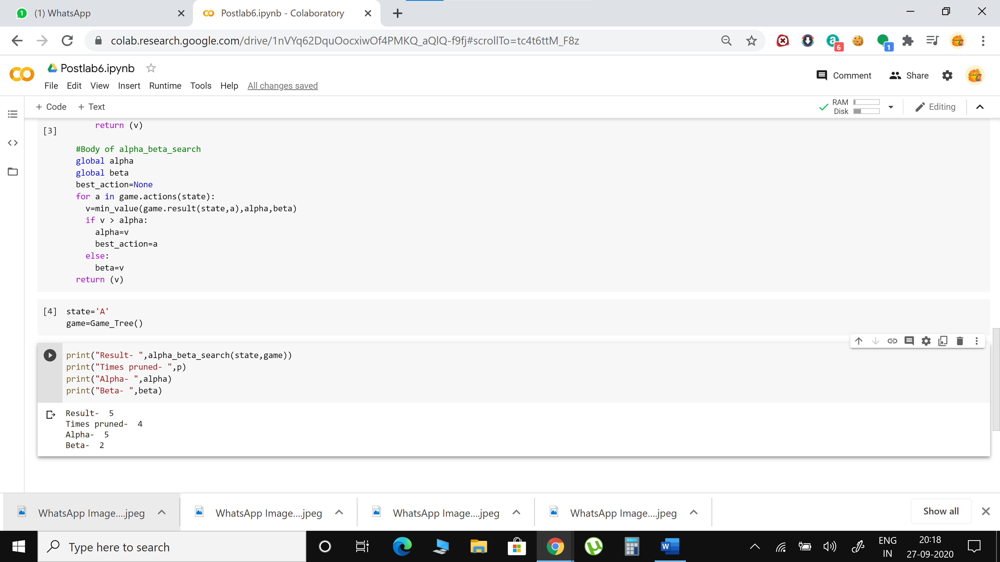 (1) WhatsApp
Postlab6.ipynb - Colaboratory
colab.research.google.com/drive/1nVYq62DquOocxiwOf4PMKQ_aQlQ-f9fj#scrollTo=tc4t6ttM_F8z
6
1
Postlab6.ipynb
Comment
Share
File Edit View Insert Runtime Tools Help All changes saved
+ Code + Text
RAM
Disk
Editing
[3]
return (v)
#Body of alpha_beta_search
global alpha
global beta
best_action=None
for a in game.actions(state):
v=min_value(game.result(state,a),alpha,beta)
if v > alpha:
alpha=v
best_action=a
else:
beta=v
return (v)
[4] state='A'
game=Game_Tree()
print("Result- ",alpha_beta_search(state,game))
print("Times pruned- ",p)
print("Alpha- ",alpha)
print("Beta- ",beta)
Result-  5
Times pruned-  4
Alpha-  5
Beta-  2
WhatsApp Image....jpeg
WhatsApp Image....jpeg
WhatsApp Image....jpeg
WhatsApp Image....jpeg
Show all
Type here to search
ENG
IN
20:18
27-09-2020